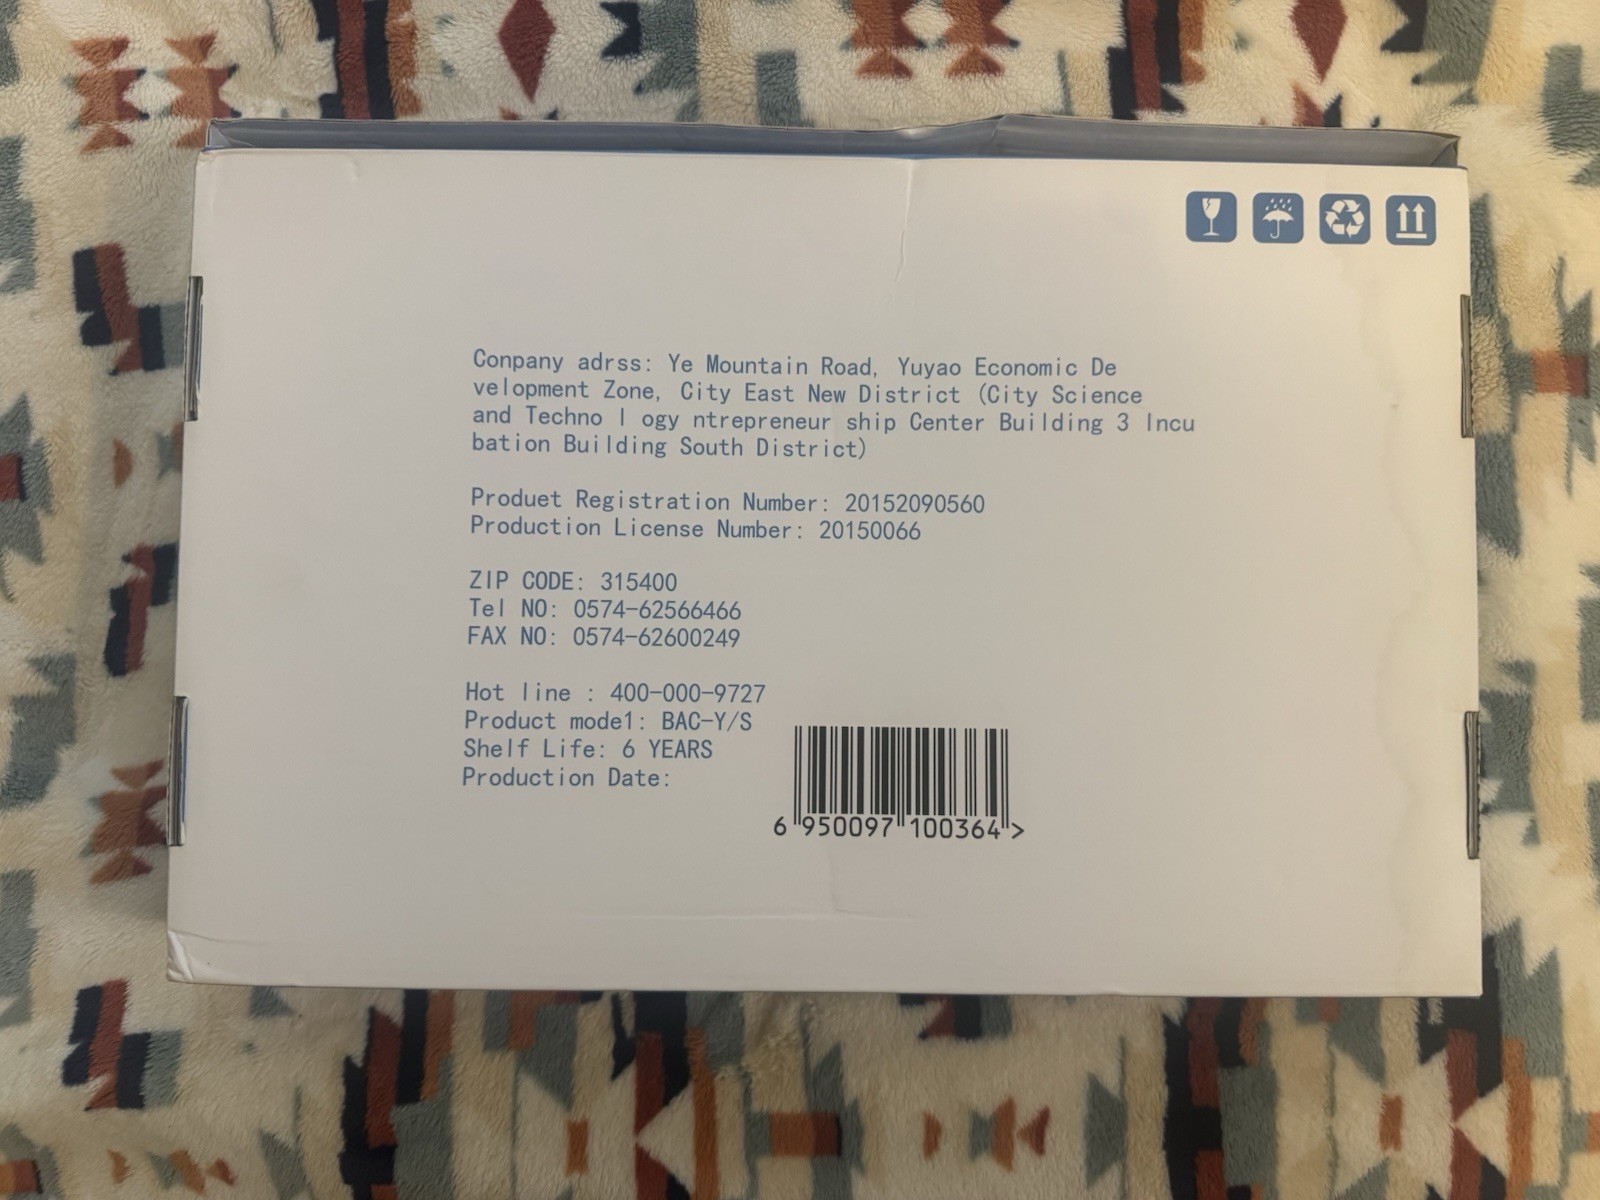 Conpany adrss: Ye Mountain Road, Yuyao Economic De
velopment Zone, City East New District (City Science
and Techno l ogy ntrepreneur ship Center Building 3 Incu
bation Building South District)
Produet Registration Number: 20152090560
Production License Number: 20150066
ZIP CODE: 315400
Tel NO: 0574-62566466
FAX NO: 0574-62600249
Hot line : 400-000-9727
Product mode1: BAC-Y/S
Shelf Life: 6 YEARS
Production Date:
6 950097 100364 >